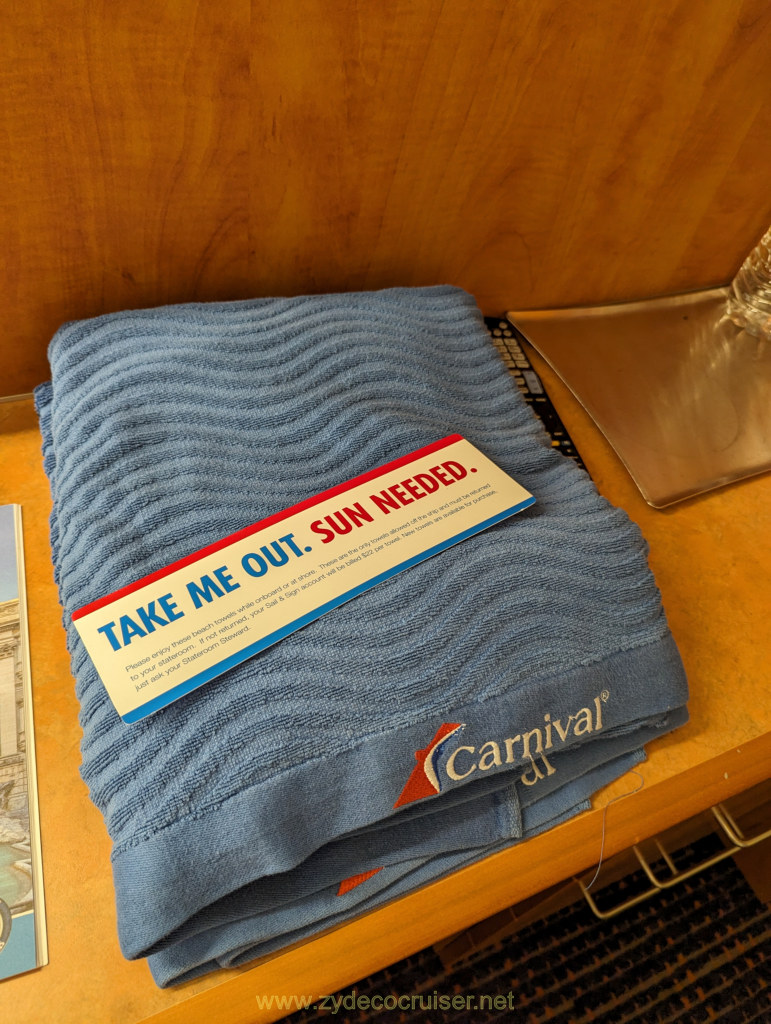 TAKE ME OUT. SUN NEEDED.
Please enjoy these beach towels while onboard or at shore. These are the only towels allowed off the ship and must be returned
to your stateroom. If not returned, your Sail & Sign account will be billed $22 per towel. New towels are available for purchase,
just ask your Stateroom Steward.
Carnival®
www.zydecocruiser.net